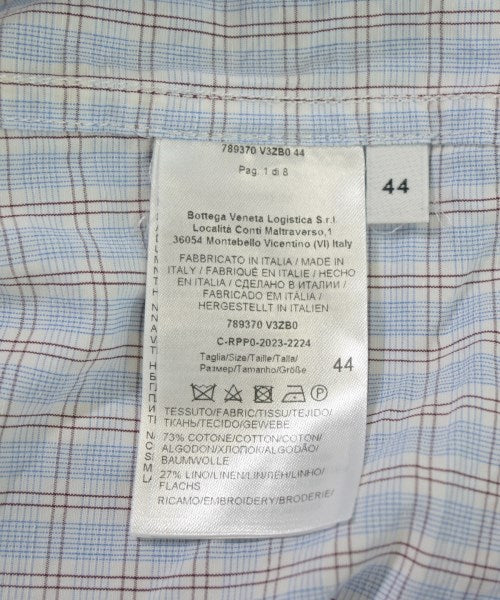 789370 V3ZB0 44
Pag. 1 di 8
44
Bottega Veneta Logistica S.r.l.
Località Conti Maltraverso,1
36054 Montebello Vicentino (VI) Italy
FABBRICATO IN ITALIA / MADE IN
ITALY / FABRIQUÉ EN ITALIE / HECHO
EN ITALIA / СДЕЛАНО В ИТАЛИИ /
FABRICADO EM ITÁLIA /
HERGESTELLT IN ITALIEN
789370 V3ZB0
C-RPP0-2023-2224
Taglia/Size/Taille/Talla/
Размер/Tamanho/Größe
44
TESSUTO/FABRIC/TISSU/TEJIDO/
ТКАНЬ/TECIDO/GEWEBE
73% COTONE/COTTON/COTON/
ALGODON/ХЛОПОК/ALGODÃO/
BAUMWOLLE
27% LINO/LINEN/LIN/ЛЁН/LINHO/
FLACHS
RICAMO/EMBROIDERY/BRODERIE/